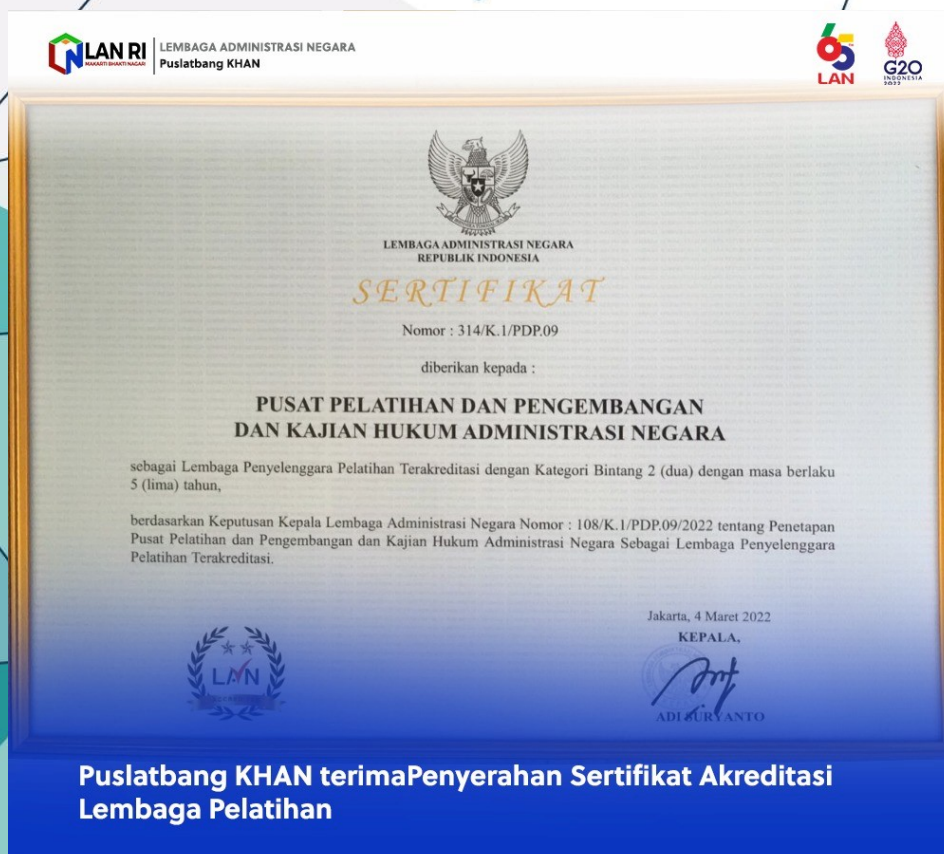 LAN RI
MAKARTI BHAKTI NAGARI
LEMBAGA ADMINISTRASI NEGARA
Puslatbang KHAN
65
LAN
G20
INDONESIA
2022
LEMBAGA ADMINISTRASI NEGARA
REPUBLIK INDONESIA
SERTIFIKAT
Nomor : 314/K.1/PDP.09
diberikan kepada :
PUSAT PELATIHAN DAN PENGEMBANGAN
DAN KAJIAN HUKUM ADMINISTRASI NEGARA
sebagai Lembaga Penyelenggara Pelatihan Terakreditasi dengan Kategori Bintang 2 (dua) dengan masa berlaku
5 (lima) tahun,
berdasarkan Keputusan Kepala Lembaga Administrasi Negara Nomor : 108/K.1/PDP.09/2022 tentang Penetapan
Pusat Pelatihan dan Pengembangan dan Kajian Hukum Administrasi Negara Sebagai Lembaga Penyelenggara
Pelatihan Terakreditasi.
Jakarta, 4 Maret 2022
KEPALA,
LAN
ADI SURYANTO
Puslatbang KHAN terimaPenyerahan Sertifikat Akreditasi
Lembaga Pelatihan